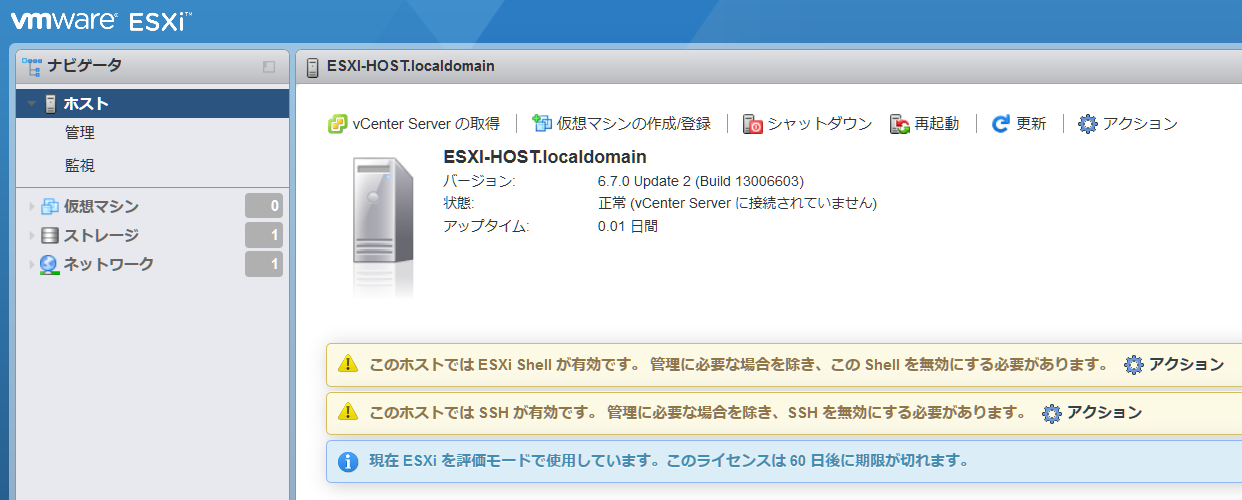 vmware® ESXi™
ナビゲータ
ホスト
管理
監視
仮想マシン 0
ストレージ 1
ネットワーク 1
ESXI-HOST.localdomain
vCenter Server の取得 仮想マシンの作成/登録 シャットダウン 再起動 更新 アクション
ESXI-HOST.localdomain
バージョン: 6.7.0 Update 2 (Build 13006603)
状態: 正常 (vCenter Server に接続されていません)
アップタイム: 0.01 日間
このホストでは ESXi Shell が有効です。 管理に必要な場合を除き、この Shell を無効にする必要があります。 アクション
このホストでは SSH が有効です。 管理に必要な場合を除き、SSH を無効にする必要があります。 アクション
現在 ESXi を評価モードで使用しています。このライセンスは 60 日後に期限が切れます。